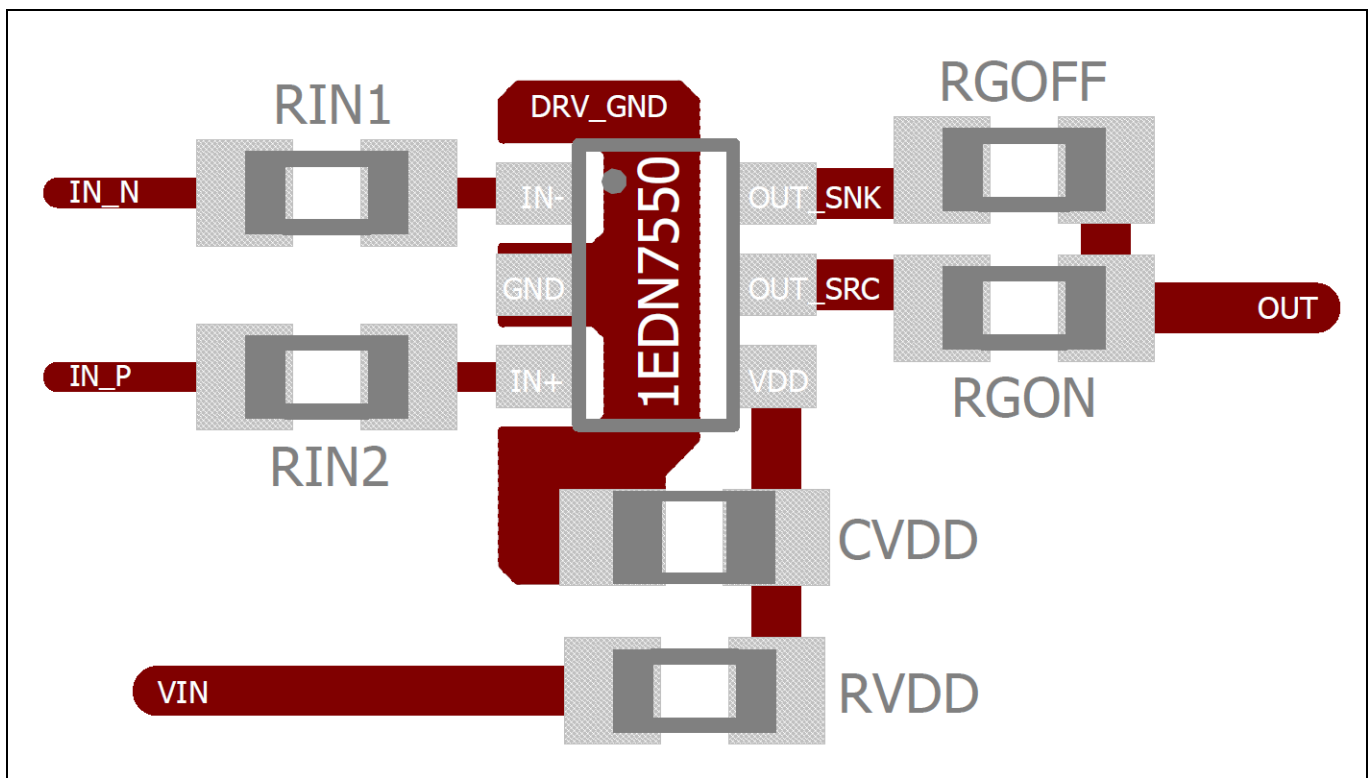 RIN1
DRV_GND
RGOFF
IN_N
IN-
1EDN7550
OUT_SNK
GND
OUT_SRC
OUT
IN_P
IN+
VDD
RGON
RIN2
CVDD
VIN
RVDD